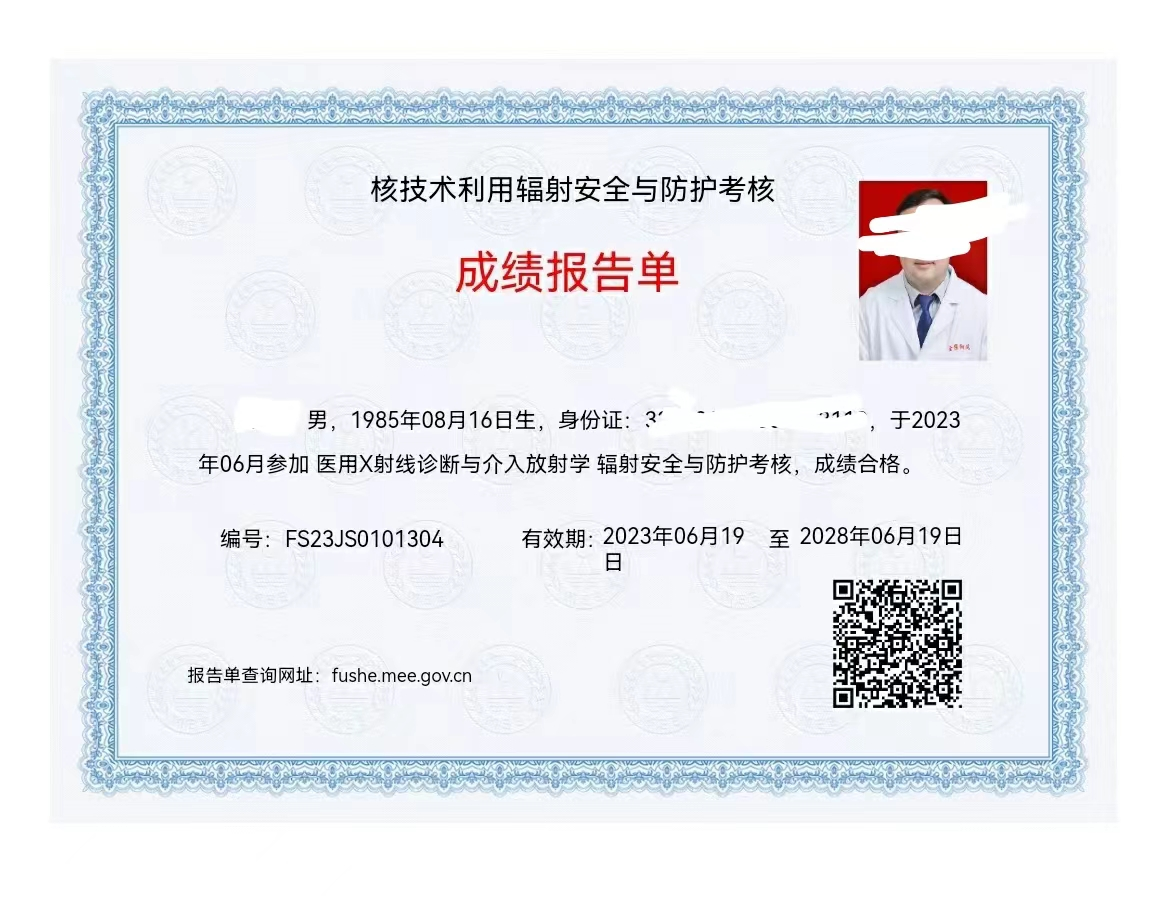 核技术利用辐射安全与防护考核
成绩报告单
男，1985年08月16日生，身份证：，于2023
年06月参加 医用X射线诊断与介入放射学 辐射安全与防护考核，成绩合格。
编号：FS23JS0101304
有效期：2023年06月19日 至 2028年06月19日
报告单查询网址：fushe.mee.gov.cn